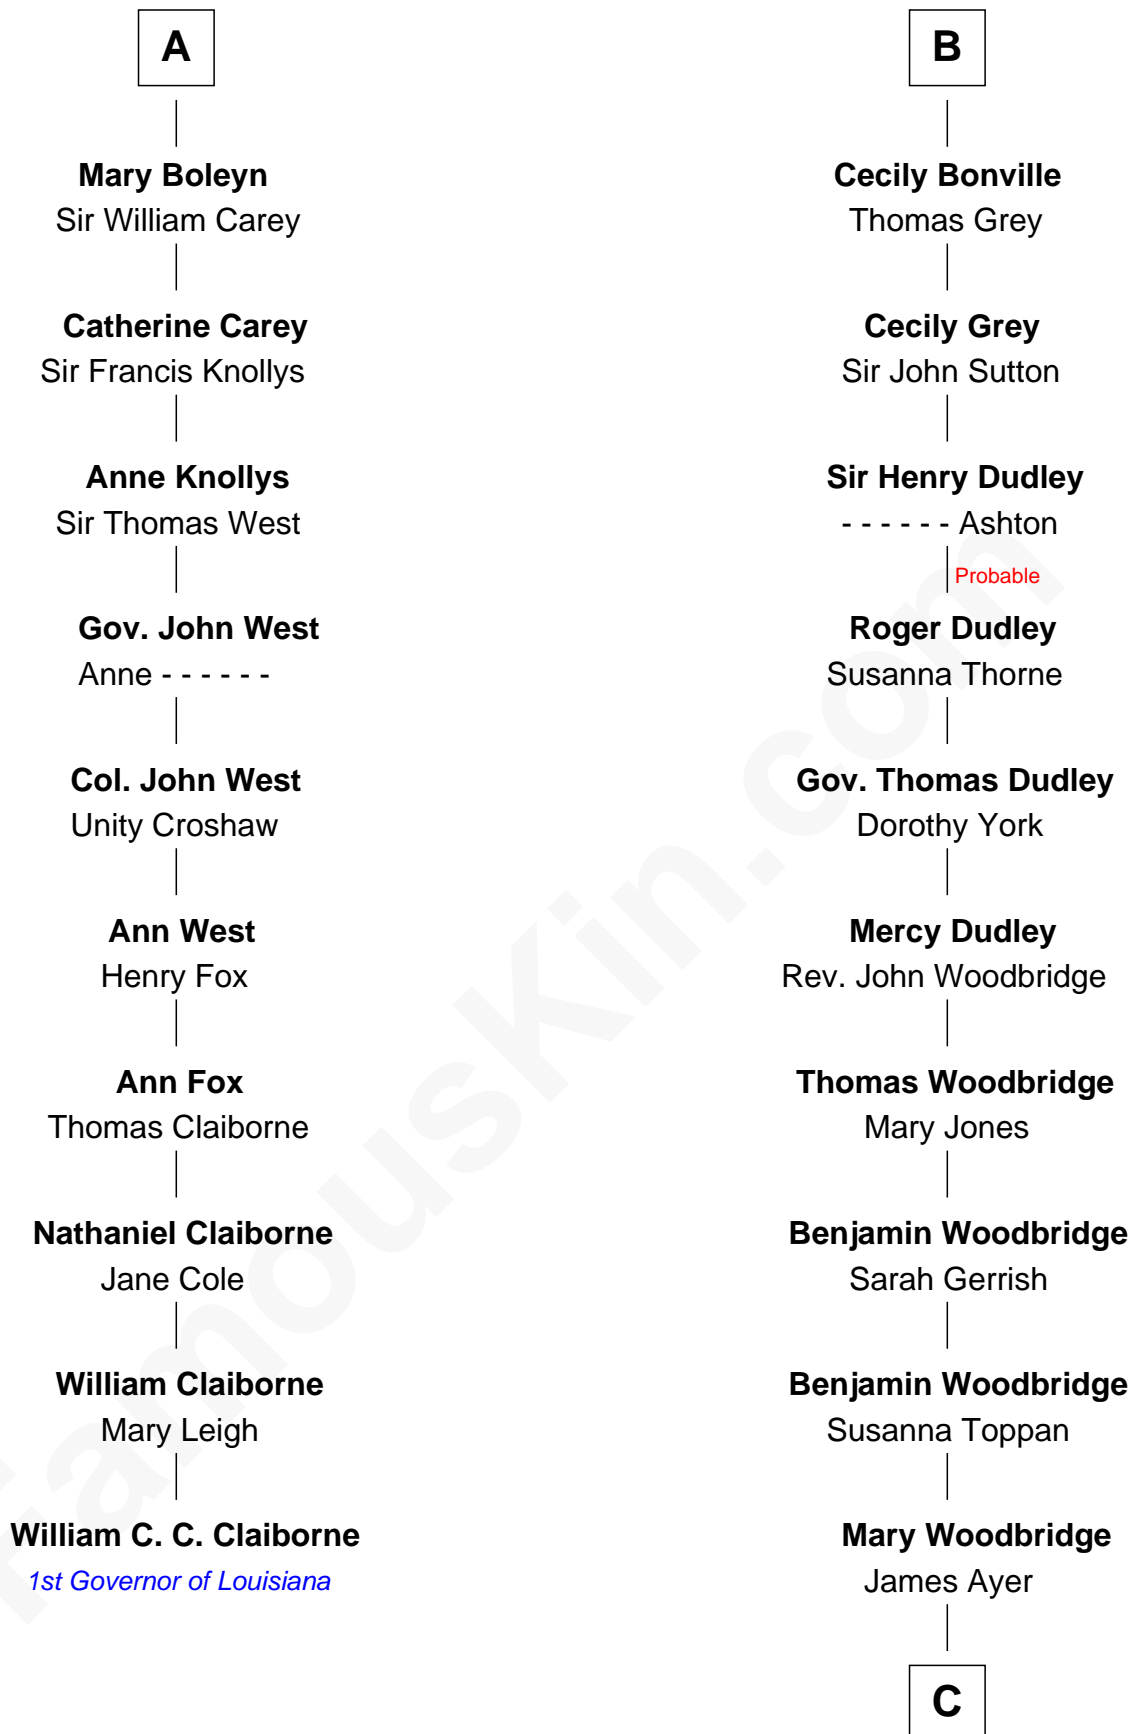 A
Mary Boleyn
Sir William Carey
Catherine Carey
Sir Francis Knollys
Anne Knollys
Sir Thomas West
Gov. John West
Anne - - - - - -
Col. John West
Unity Croshaw
Ann West
Henry Fox
Ann Fox
Thomas Claiborne
Nathaniel Claiborne
Jane Cole
William Claiborne
Mary Leigh
William C. C. Claiborne
1st Governor of Louisiana
B
Cecily Bonville
Thomas Grey
Cecily Grey
Sir John Sutton
Sir Henry Dudley
- - - - - - Ashton
Probable
Roger Dudley
Susanna Thorne
Gov. Thomas Dudley
Dorothy York
Mercy Dudley
Rev. John Woodbridge
Thomas Woodbridge
Mary Jones
Benjamin Woodbridge
Sarah Gerrish
Benjamin Woodbridge
Susanna Toppan
Mary Woodbridge
James Ayer
C
FamousKin.com